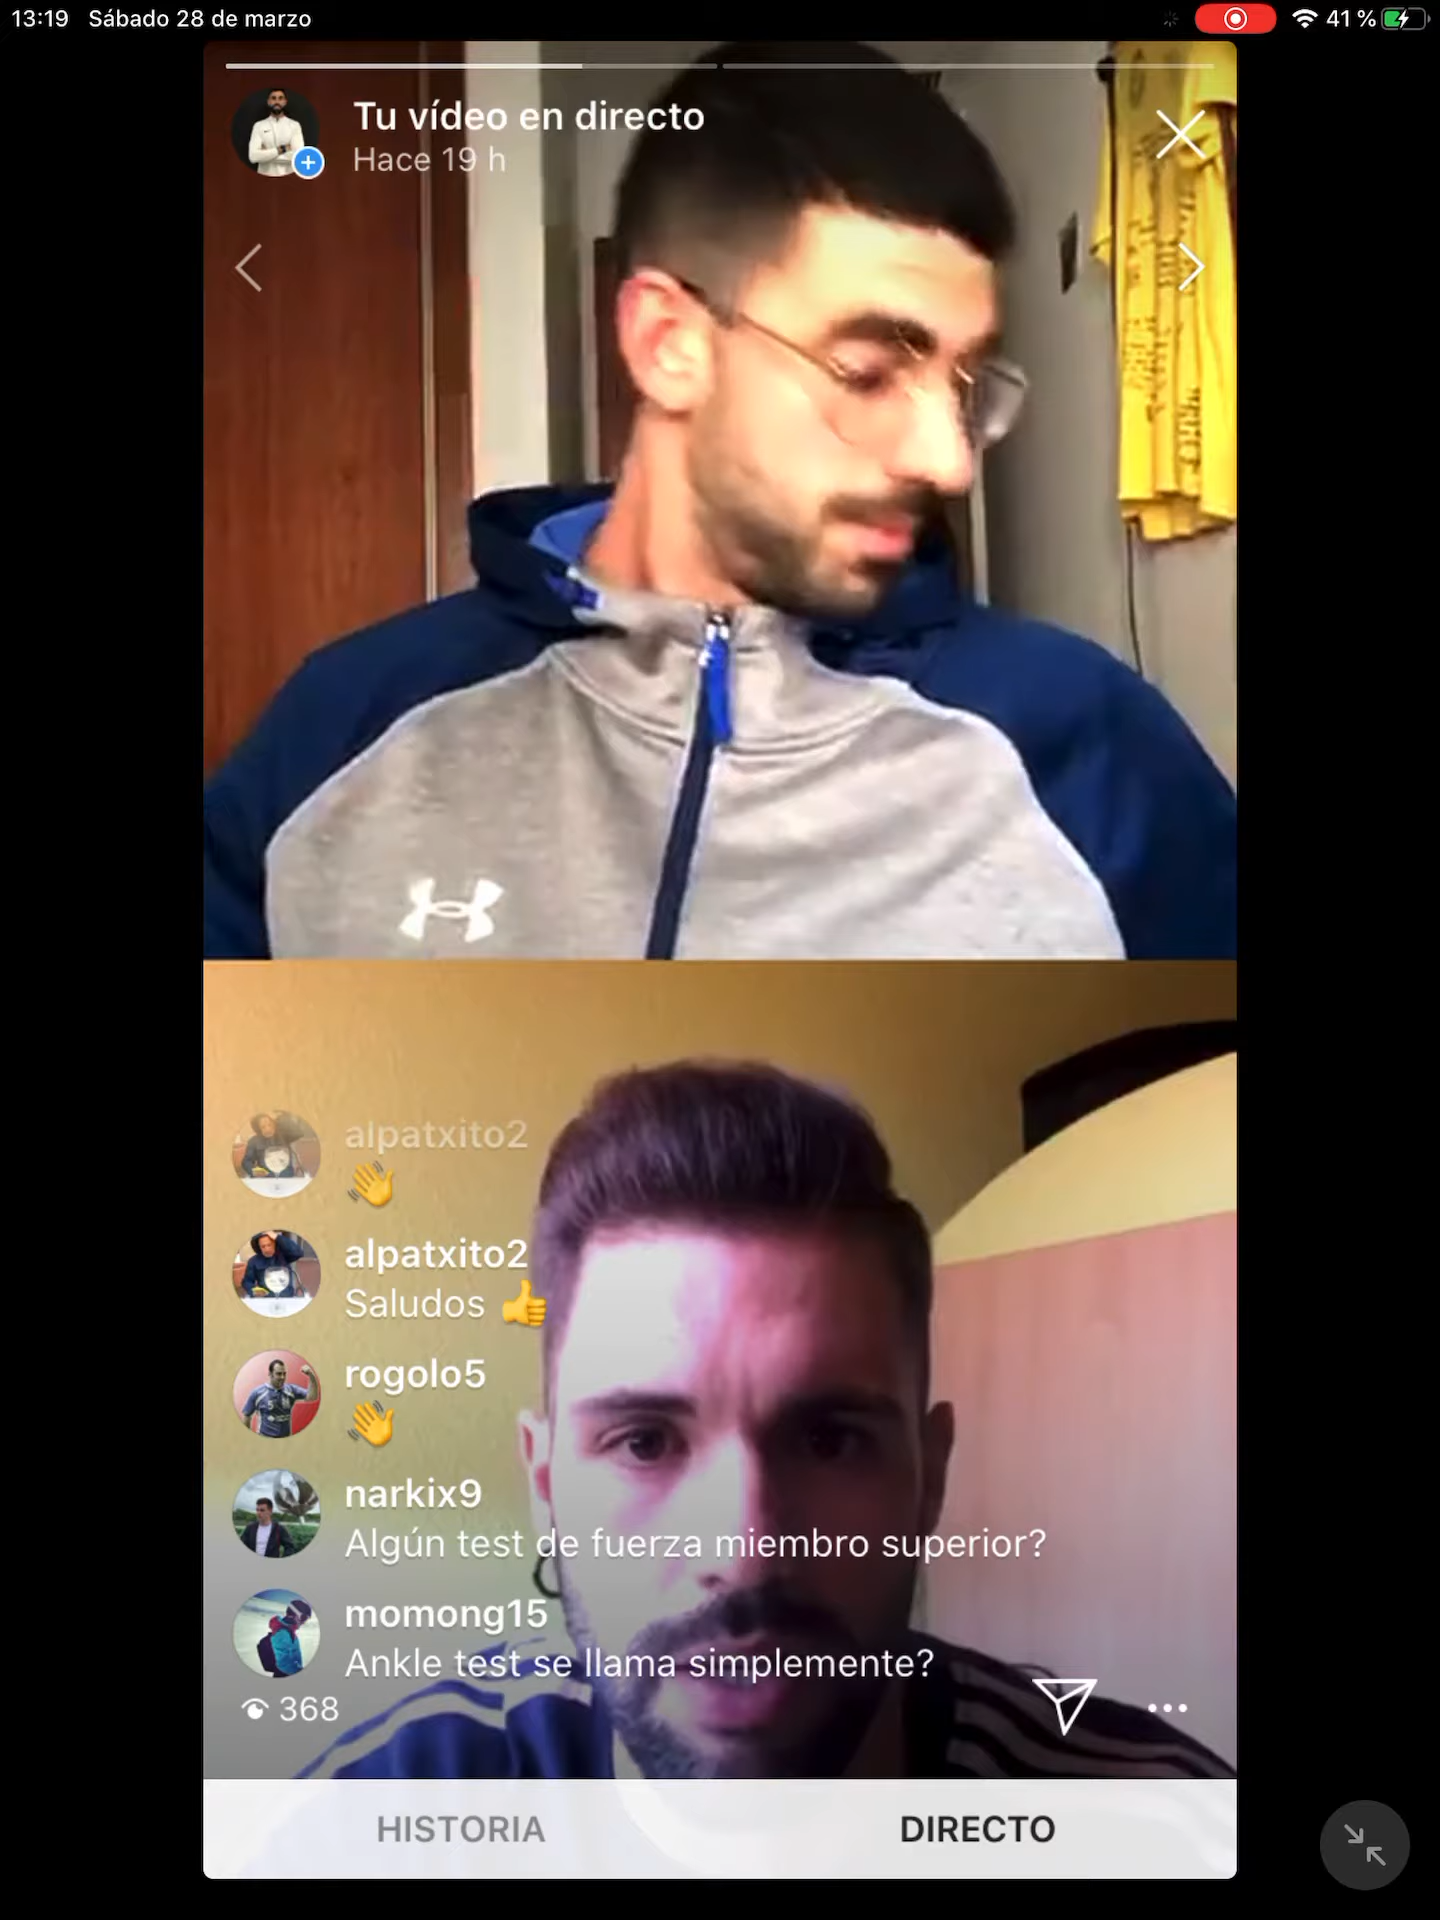 13:19 Sábado 28 de marzo
41 %
Tu vídeo en directo
Hace 19 h
alpatxito2
👋
alpatxito2
Saludos 👍
rogolo5
👋
narkix9
Algún test de fuerza miembro superior?
momong15
Ankle test se llama simplemente?
368
HISTORIA
DIRECTO